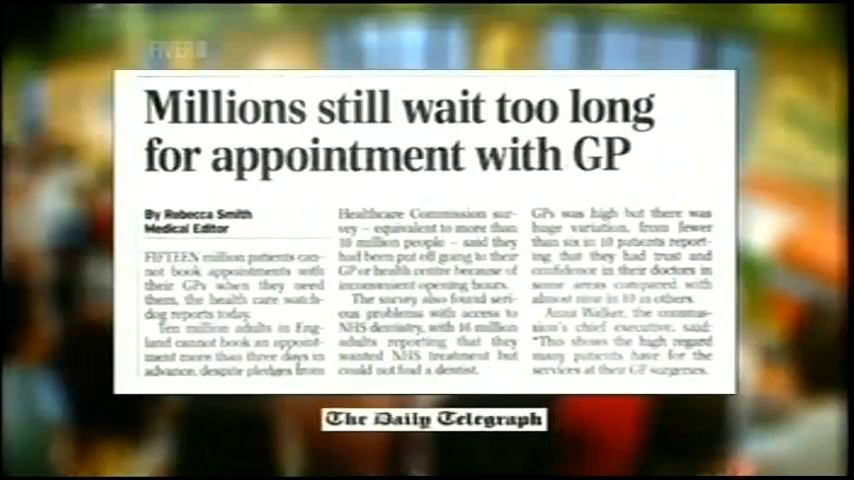 FIVER
Millions still wait too long
for appointment with GP
By Rebecca Smith
Medical Editor
FIFTEEN million patients can-
not book appointments with
their GPs when they need
them, the health care watch-
dog reports today.
Ten million adults in Eng-
land cannot book an appoint-
ment more than three days in
advance, despite pledges from
Healthcare Commission sur-
vey – equivalent to more than
10 million people – said they
had been put off going to their
GP or health centre because of
inconvenient opening hours.
The survey also found seri-
ous problems with access to
NHS dentistry, with 16 million
adults reporting that they
wanted NHS treatment but
could not find a dentist.
GPs was high but there was
huge variation, from fewer
than six in 10 patients report-
ing that they had trust and
confidence in their doctors in
some areas compared with
almost nine in 10 in others.
Anna Walker, the commis-
sion's chief executive, said:
"This shows the high regard
many patients have for the
services at their GP surgeries.
The Daily Telegraph